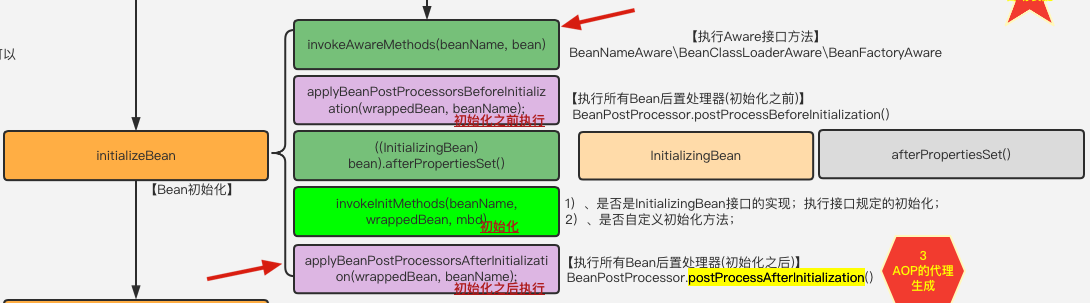 可以
invokeAwareMethods(beanName, bean)
【执行Aware接口方法】
BeanNameAware\BeanClassLoaderAware\BeanFactoryAware
applyBeanPostProcessorsBeforeInitializ
ation(wrappedBean, beanName);
初始化之前执行
【执行所有Bean后置处理器(初始化之前)】
BeanPostProcessor.postProcessBeforeInitialization()
initializeBean
【Bean初始化】
((InitializingBean)
bean).afterPropertiesSet()
InitializingBean
afterPropertiesSet()
invokeInitMethods(beanName,
wrappedBean, mbd)
初始化
1）、是否是InitializingBean接口的实现；执行接口规定的初始化；
2）、是否自定义初始化方法；
applyBeanPostProcessorsAfterInitializati
on(wrappedBean, beanName);
初始化之后执行
【执行所有Bean后置处理器(初始化之后)】
BeanPostProcessor.postProcessAfterInitialization()
3
AOP的代理
生成